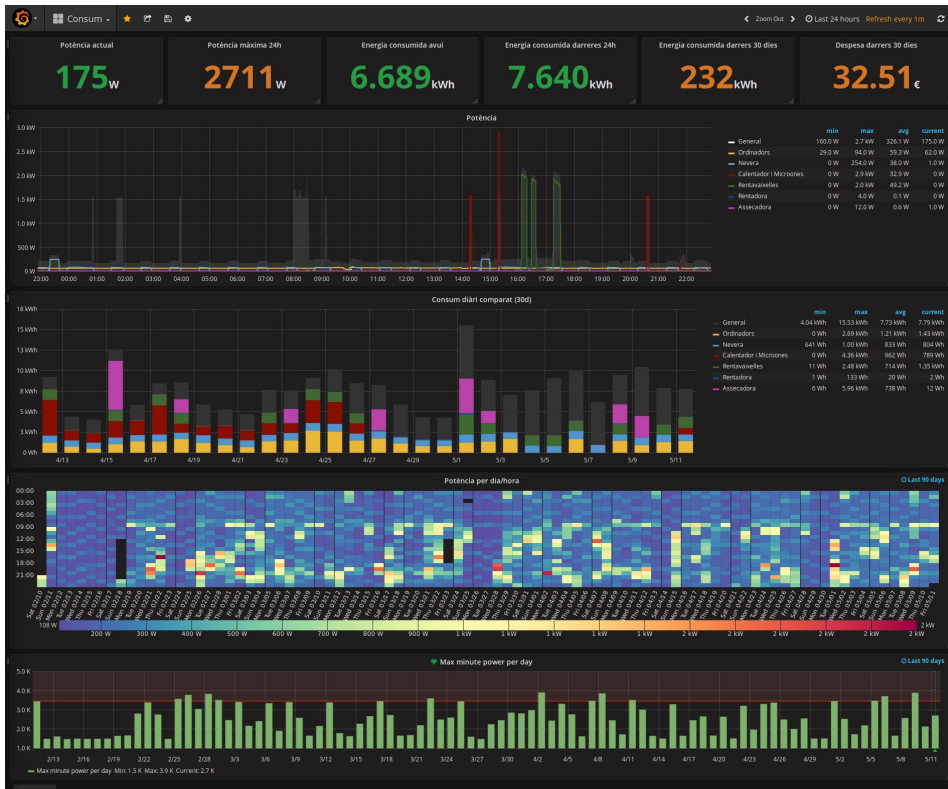 Consum
Zoom Out
Last 24 hours
Refresh every 1m
Potència actual
175 W
Potència màxima 24h
2711 W
Energia consumida avui
6.689 kWh
Energia consumida darreres 24h
7.640 kWh
Energia consumida darrers 30 dies
232 kWh
Despesa darrers 30 dies
32.51 €
Potència
3.0 kW
2.5 kW
2.0 kW
1.5 kW
1.0 kW
500 W
0 W
23:00 00:00 01:00 02:00 03:00 04:00 05:00 06:00 07:00 08:00 09:00 10:00 11:00 12:00 13:00 14:00 15:00 16:00 17:00 18:00 19:00 20:00 21:00 22:00
min max avg current
General 160.0 W 2.7 kW 326.1 W 175.0 W
Ordinadors 29.0 W 94.0 W 59.3 W 62.0 W
Nevera 0 W 254.0 W 38.0 W 1.0 W
Calentador i Microones 0 W 2.9 kW 32.9 W 0 W
Rentavaixelles 0 W 2.0 kW 49.2 W 0 W
Rentadora 0 W 4.0 W 0.1 W 0 W
Assecadora 0 W 12.0 W 0.6 W 1.0 W
Consum diàri comparat (30d)
18 kWh
15 kWh
13 kWh
10 kWh
8 kWh
5 kWh
3 kWh
0 Wh
4/13 4/15 4/17 4/19 4/21 4/23 4/25 4/27 4/29 5/1 5/3 5/5 5/7 5/9 5/11
min max avg current
General 4.04 kWh 15.53 kWh 7.73 kWh 7.79 kWh
Ordinadors 0 Wh 2.69 kWh 1.21 kWh 1.43 kWh
Nevera 641 Wh 1.00 kWh 833 Wh 804 Wh
Calentador i Microones 0 Wh 4.36 kWh 962 Wh 789 Wh
Rentavaixelles 11 Wh 2.48 kWh 714 Wh 1.35 kWh
Rentadora 1 Wh 133 Wh 20 Wh 2 Wh
Assecadora 6 Wh 5.96 kWh 738 Wh 12 Wh
Potència per dia/hora
Last 90 days
00:00
03:00
06:00
09:00
12:00
15:00
18:00
21:00
108 W 200 W 300 W 400 W 500 W 600 W 700 W 800 W 900 W 1 kW 1 kW 1 kW 1 kW 1 kW 1 kW 2 kW 2 kW 2 kW 2 kW 2 kW
Max minute power per day
Last 90 days
5.0 K
4.0 K
3.0 K
2.0 K
1.0 K
2/13 2/16 2/19 2/22 2/25 2/28 3/3 3/6 3/9 3/12 3/15 3/18 3/21 3/24 3/27 3/30 4/2 4/5 4/8 4/11 4/14 4/17 4/20 4/23 4/26 4/29 5/2 5/5 5/8 5/11
Max minute power per day Min: 1.5 K Max: 3.9 K Current: 2.7 K